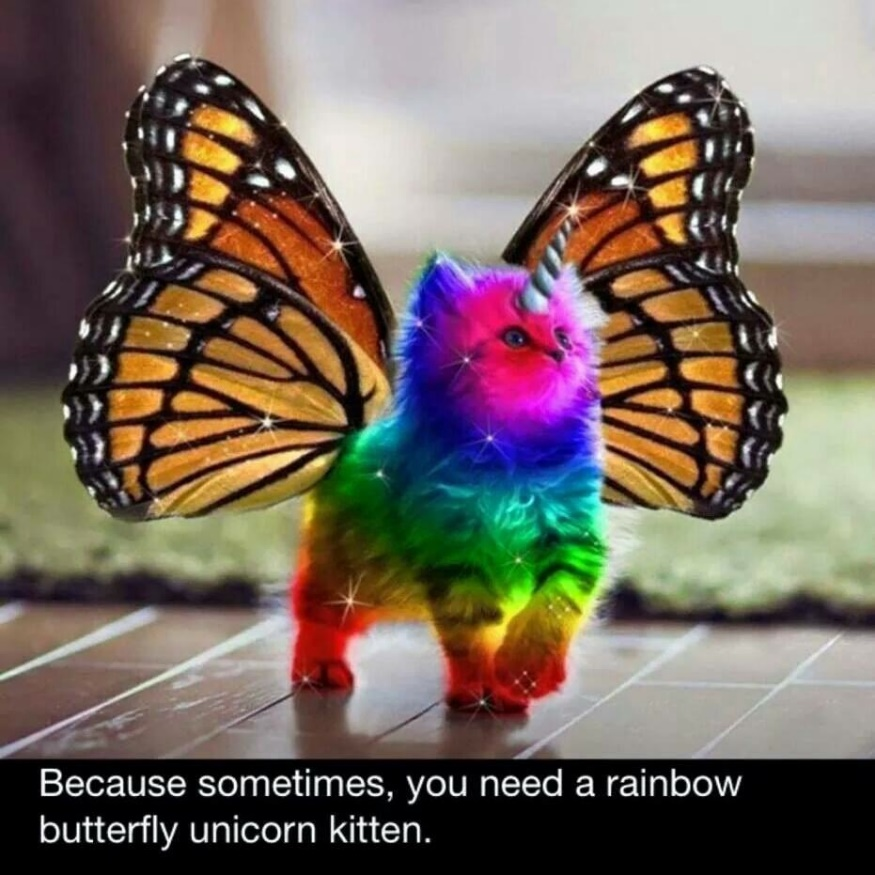 Because sometimes, you need a rainbow
butterfly unicorn kitten.